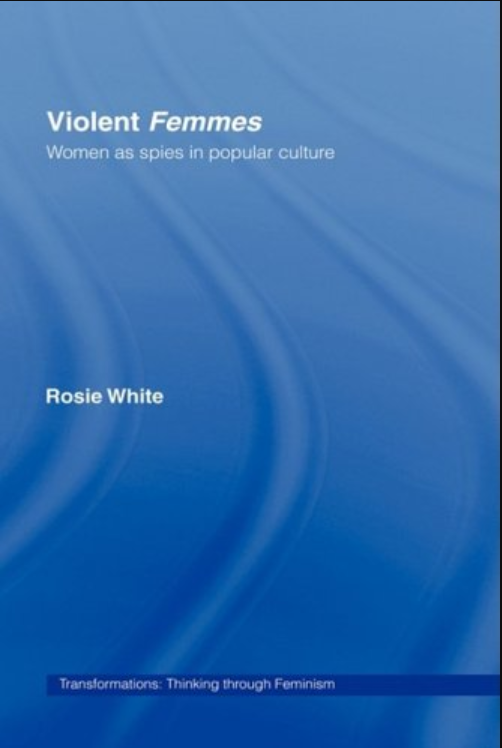 Violent Femmes
Women as spies in popular culture
Rosie White
Transformations: Thinking through Feminism